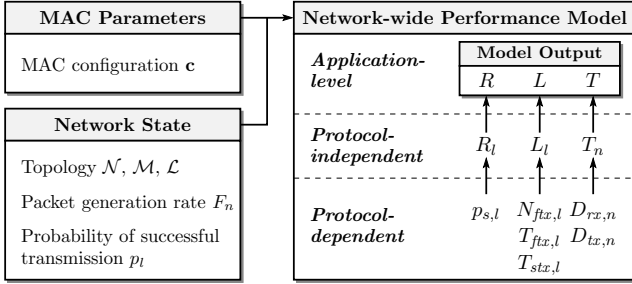 MAC Parameters
MAC configuration c
Network State
Topology 𝒩, ℳ, ℒ
Packet generation rate F_n
Probability of successful
transmission p_l
Network-wide Performance Model
Application-
level
Model Output
R L T
Protocol-
independent
R_l L_l T_n
Protocol-
dependent
p_{s,l} N_{ftx,l} D_{rx,n}
T_{ftx,l} D_{tx,n}
T_{stx,l}